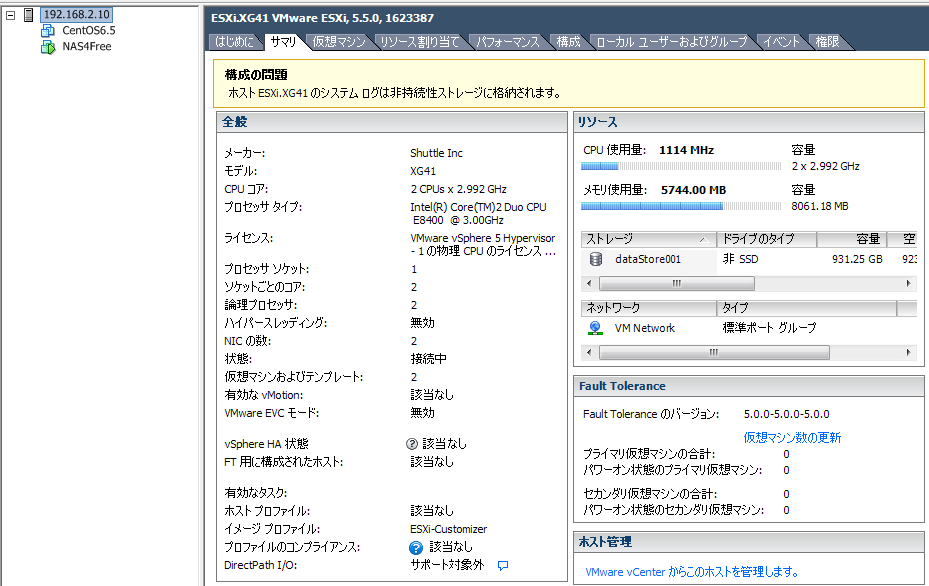 192.168.2.10
CentOS6.5
NAS4Free
ESXi.XG41 VMware ESXi, 5.5.0, 1623387
はじめに サマリ 仮想マシン リソース割り当て パフォーマンス 構成 ローカル ユーザーおよびグループ イベント 権限
構成の問題
ホスト ESXi.XG41 のシステム ログは非持続性ストレージに格納されます。
全般
メーカー: Shuttle Inc
モデル: XG41
CPU コア: 2 CPUs x 2.992 GHz
プロセッサ タイプ: Intel(R) Core(TM)2 Duo CPU
E8400 @ 3.00GHz
ライセンス: VMware vSphere 5 Hypervisor
- 1 の物理 CPU のライセンス ...
プロセッサ ソケット: 1
ソケットごとのコア: 2
論理プロセッサ: 2
ハイパースレッディング: 無効
NIC の数: 2
状態: 接続中
仮想マシンおよびテンプレート: 2
有効な vMotion: 該当なし
VMware EVC モード: 無効
vSphere HA 状態 該当なし
FT 用に構成されたホスト: 該当なし
有効なタスク:
ホスト プロファイル: 該当なし
イメージ プロファイル: ESXi-Customizer
プロファイルのコンプライアンス: 該当なし
DirectPath I/O: サポート対象外
リソース
CPU 使用量: 1114 MHz 容量
2 x 2.992 GHz
メモリ使用量: 5744.00 MB 容量
8061.18 MB
ストレージ ドライブのタイプ 容量 空
dataStore001 非 SSD 931.25 GB 923
ネットワーク タイプ
VM Network 標準ポート グループ
Fault Tolerance
Fault Tolerance のバージョン: 5.0.0-5.0.0-5.0.0
仮想マシン数の更新
プライマリ仮想マシンの合計: 0
パワーオン状態のプライマリ仮想マシン: 0
セカンダリ仮想マシンの合計: 0
パワーオン状態のセカンダリ仮想マシン: 0
ホスト管理
VMware vCenter からこのホストを管理します。